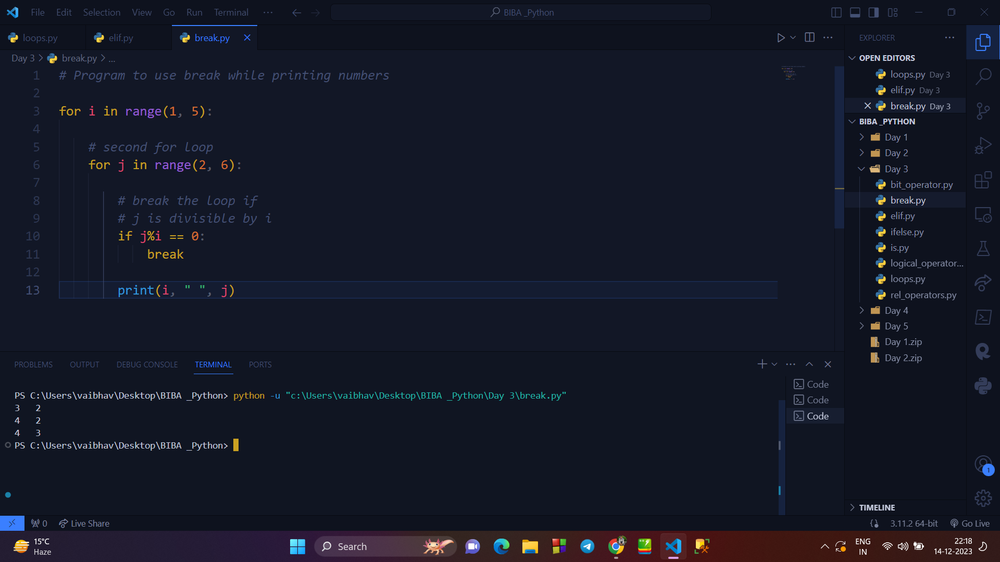 File Edit Selection View Go Run Terminal ··· BIBA _Python
loops.py elif.py break.py
Day 3 > break.py > ...
1 # Program to use break while printing numbers
2
3 for i in range(1, 5):
4
5 # second for loop
6 for j in range(2, 6):
7
8 # break the loop if
9 # j is divisible by i
10 if j%i == 0:
11 break
12
13 print(i, " ", j)
EXPLORER
OPEN EDITORS
loops.py Day 3
elif.py Day 3
break.py Day 3
BIBA _PYTHON
Day 1
Day 2
Day 3
bit_operator.py
break.py
elif.py
ifelse.py
is.py
logical_operator...
loops.py
rel_operators.py
Day 4
Day 5
Day 1.zip
Day 2.zip
TIMELINE
PROBLEMS OUTPUT DEBUG CONSOLE TERMINAL PORTS
PS C:\Users\vaibhav\Desktop\BIBA _Python> python -u "c:\Users\vaibhav\Desktop\BIBA _Python\Day 3\break.py"
3 2
4 2
4 3
PS C:\Users\vaibhav\Desktop\BIBA _Python>
Code
Code
Code
1
0 Live Share 3.11.2 64-bit Go Live
15°C
Haze
Search
ENG
IN
22:18
14-12-2023